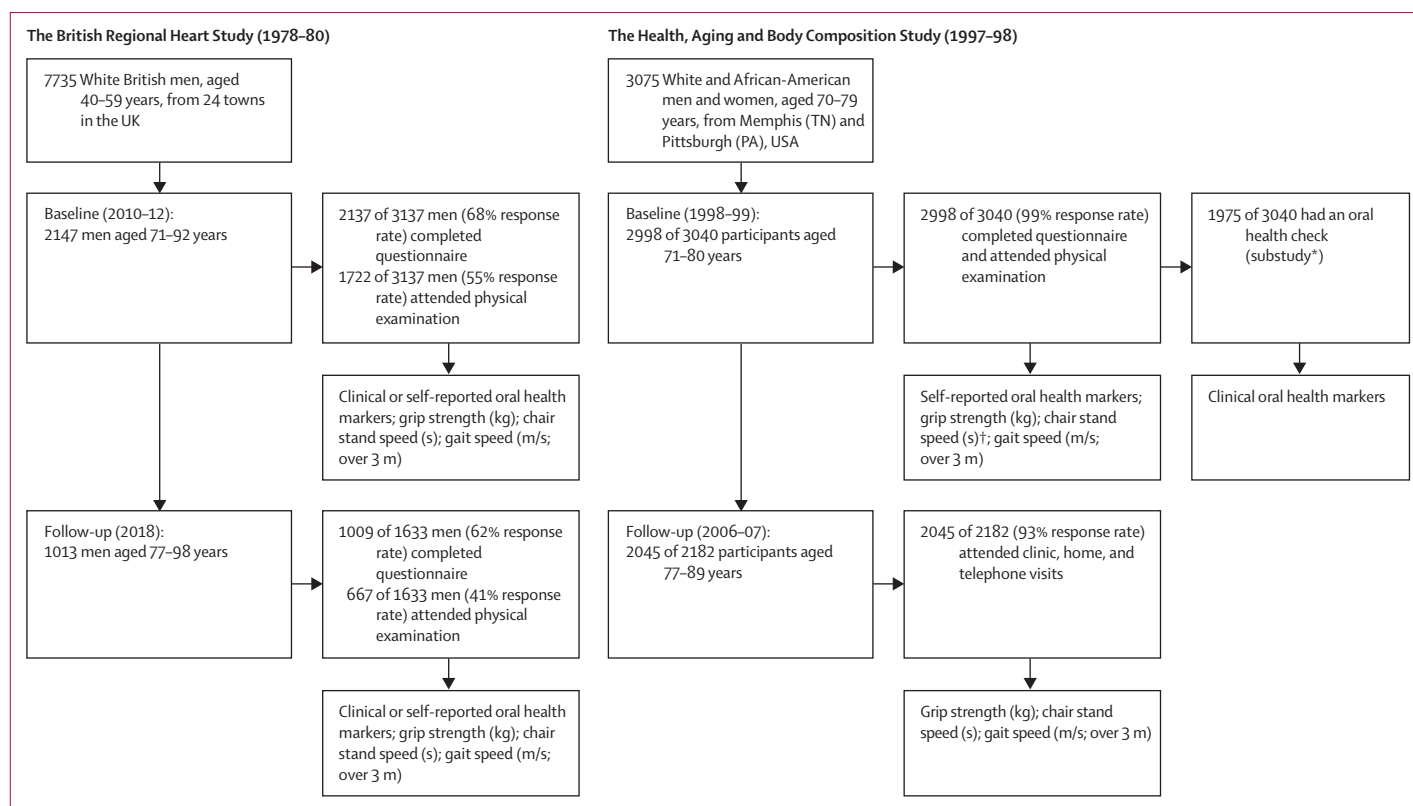 The British Regional Heart Study (1978–80)
7735 White British men, aged
40–59 years, from 24 towns
in the UK
Baseline (2010–12):
2147 men aged 71–92 years
2137 of 3137 men (68% response
rate) completed
questionnaire
1722 of 3137 men (55% response
rate) attended physical
examination
Clinical or self-reported oral health
markers; grip strength (kg); chair
stand speed (s); gait speed (m/s;
over 3 m)
Follow-up (2018):
1013 men aged 77–98 years
1009 of 1633 men (62% response
rate) completed
questionnaire
667 of 1633 men (41% response
rate) attended physical
examination
Clinical or self-reported oral health
markers; grip strength (kg); chair
stand speed (s); gait speed (m/s;
over 3 m)
The Health, Aging and Body Composition Study (1997–98)
3075 White and African-American
men and women, aged 70–79
years, from Memphis (TN) and
Pittsburgh (PA), USA
Baseline (1998–99):
2998 of 3040 participants aged
71–80 years
2998 of 3040 (99% response rate)
completed questionnaire
and attended physical
examination
1975 of 3040 had an oral
health check
(substudy*)
Self-reported oral health markers;
grip strength (kg); chair stand
speed (s)†; gait speed (m/s;
over 3 m)
Clinical oral health markers
Follow-up (2006–07):
2045 of 2182 participants aged
77–89 years
2045 of 2182 (93% response rate)
attended clinic, home, and
telephone visits
Grip strength (kg); chair stand
speed (s); gait speed (m/s; over 3 m)